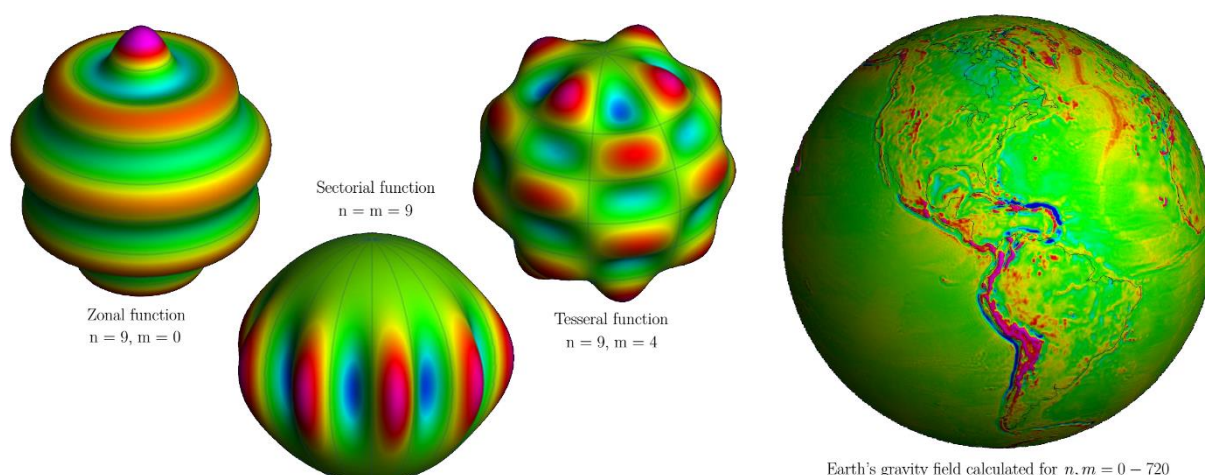 Zonal function
n = 9, m = 0
Sectorial function
n = m = 9
Tesseral function
n = 9, m = 4
Earth's gravity field calculated for n, m = 0 − 720